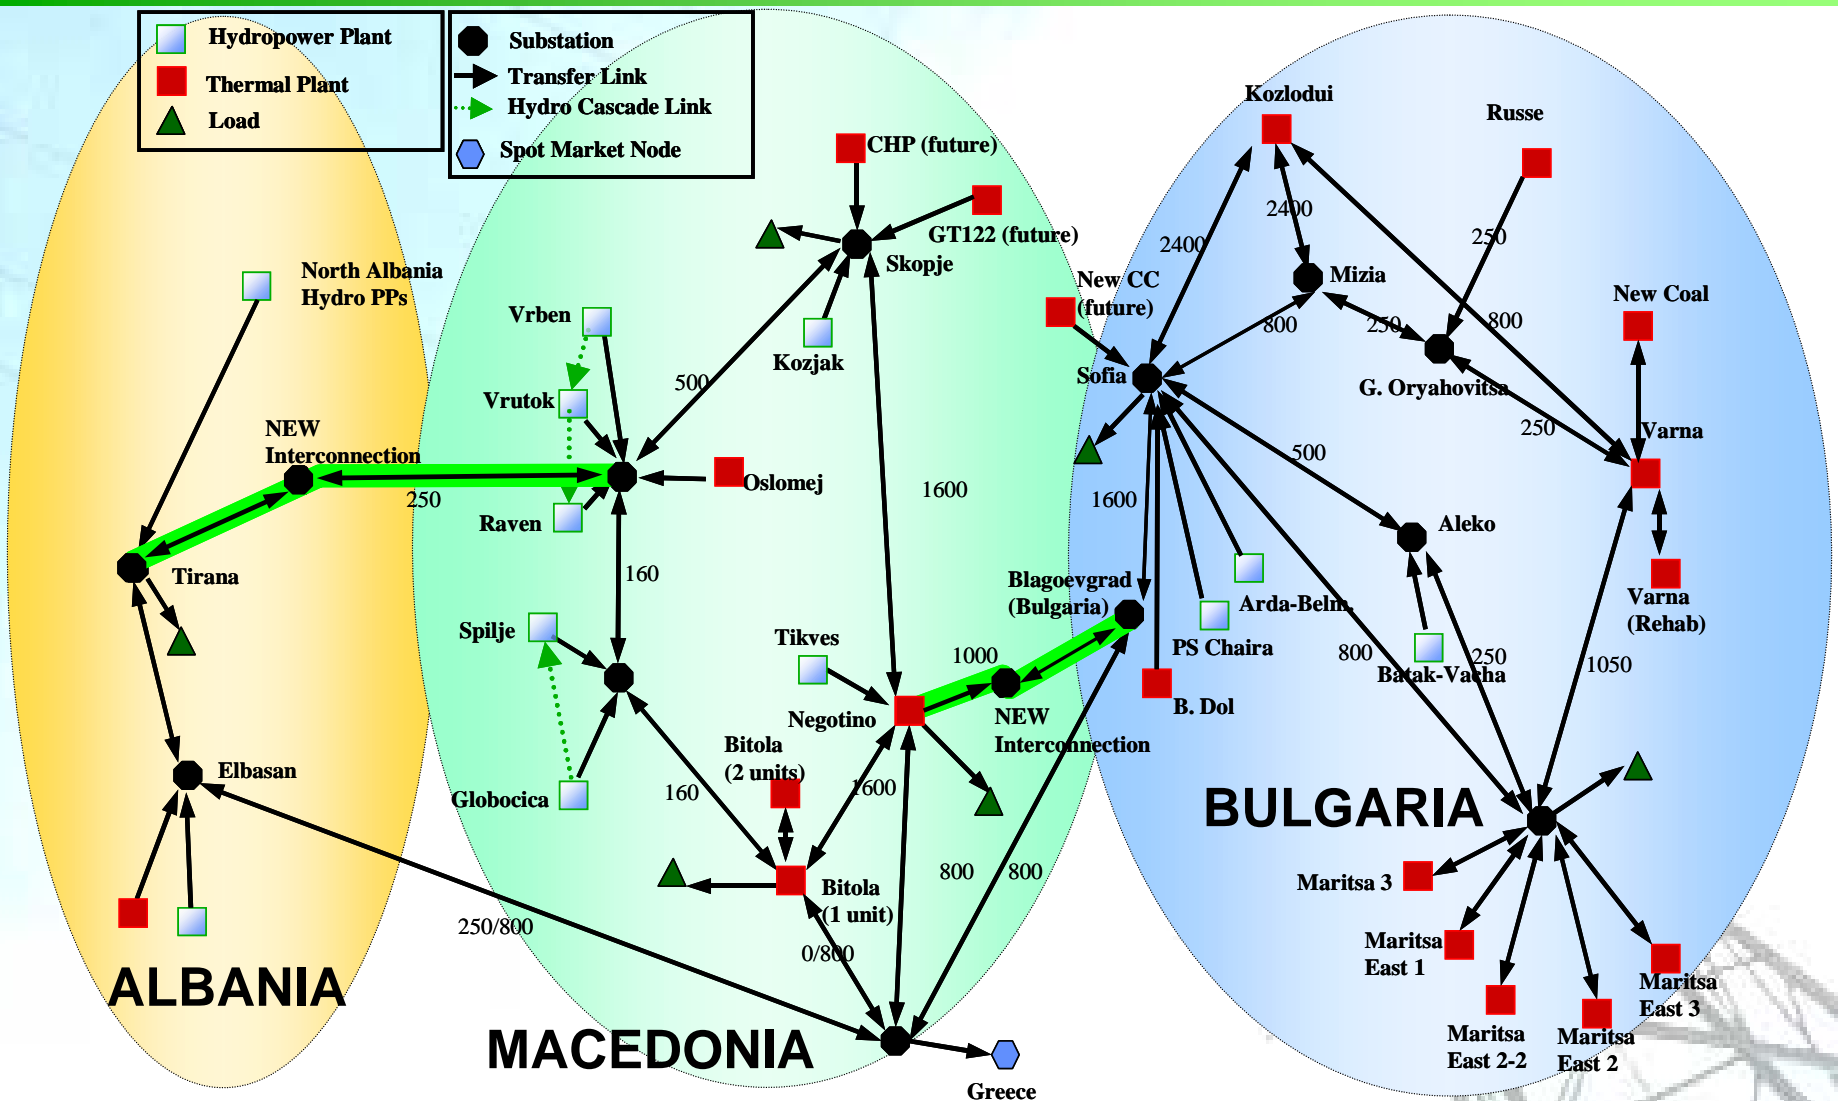 Hydropower Plant
Thermal Plant
Load
Substation
Transfer Link
Hydro Cascade Link
Spot Market Node
North Albania
Hydro PPs
NEW
Interconnection
250
Tirana
Elbasan
250/800
ALBANIA
CHP (future)
GT122 (future)
Skopje
Vrben
Kozjak
500
Vrutok
Oslomej
Raven
1600
160
Spilje
Tikves
Negotino
1000
NEW
Interconnection
Bitola
(2 units)
Globocica
160
1600
Bitola
(1 unit)
0/800
800
800
MACEDONIA
Greece
Kozlodui
Russe
2400
2400
250
New CC
(future)
Mizia
New Coal
800
250
800
Sofia
G. Oryahovitsa
250
Varna
500
1600
Aleko
Blagoevgrad
(Bulgaria)
Arda-Belm.
PS Chaira
Varna
(Rehab)
800
250
1050
Batak-Vacha
B. Dol
BULGARIA
Maritsa 3
Maritsa
East 1
Maritsa
East 2-2
Maritsa
East 2
Maritsa
East 3